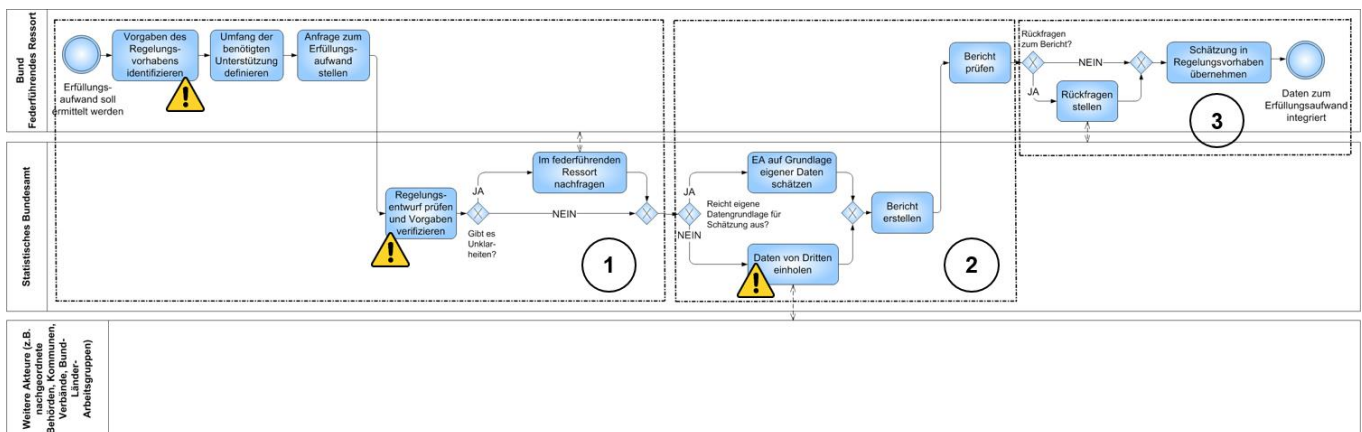 Bund
Federführendes Ressort
Erfüllungs-
aufwand soll
ermittelt werden
Vorgaben des
Regelungs-
vorhabens
identifizieren
Umfang der
benötigten
Unterstützung
definieren
Anfrage zum
Erfüllungs-
aufwand
stellen
Bericht
prüfen
Rückfragen
zum Bericht?
NEIN
JA
Rückfragen
stellen
Schätzung in
Regelungsvorhaben
übernehmen
Daten zum
Erfüllungsaufwand
integriert
3
Statistisches Bundesamt
Regelungs-
entwurf prüfen
und Vorgaben
verifizieren
Gibt es
Unklar-
heiten?
JA
Im federführenden
Ressort
nachfragen
NEIN
1
JA
Reicht eigene
Datengrundlage für
Schätzung aus?
NEIN
EA auf Grundlage
eigener Daten
schätzen
Daten von Dritten
einholen
Bericht
erstellen
2
Weitere Akteure (z.B.
nachgeordnete
Behörden, Kommunen,
Verbände, Bund-
Länder-
Arbeitsgruppen)